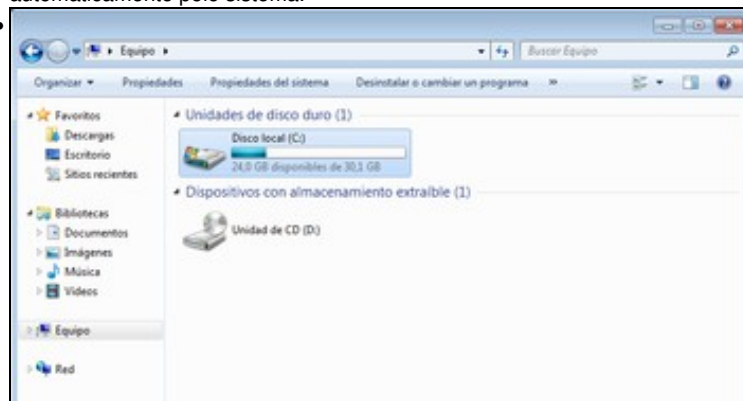 automaticamente polo sistema.
Equipo
Buscar Equipo
Organizar
Propiedades
Propiedades del sistema
Desinstalar o cambiar un programa
»
Favoritos
Descargas
Escritorio
Sitios recientes
Bibliotecas
Documentos
Imágenes
Música
Vídeos
Equipo
Red
Unidades de disco duro (1)
Disco local (C:)
24,0 GB disponibles de 30,1 GB
Dispositivos con almacenamiento extraíble (1)
Unidad de CD (D:)